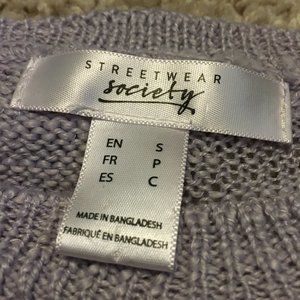 STREETWEAR
society
EN S
FR P
ES C
MADE IN BANGLADESH
FABRIQUÉ EN BANGLADESH